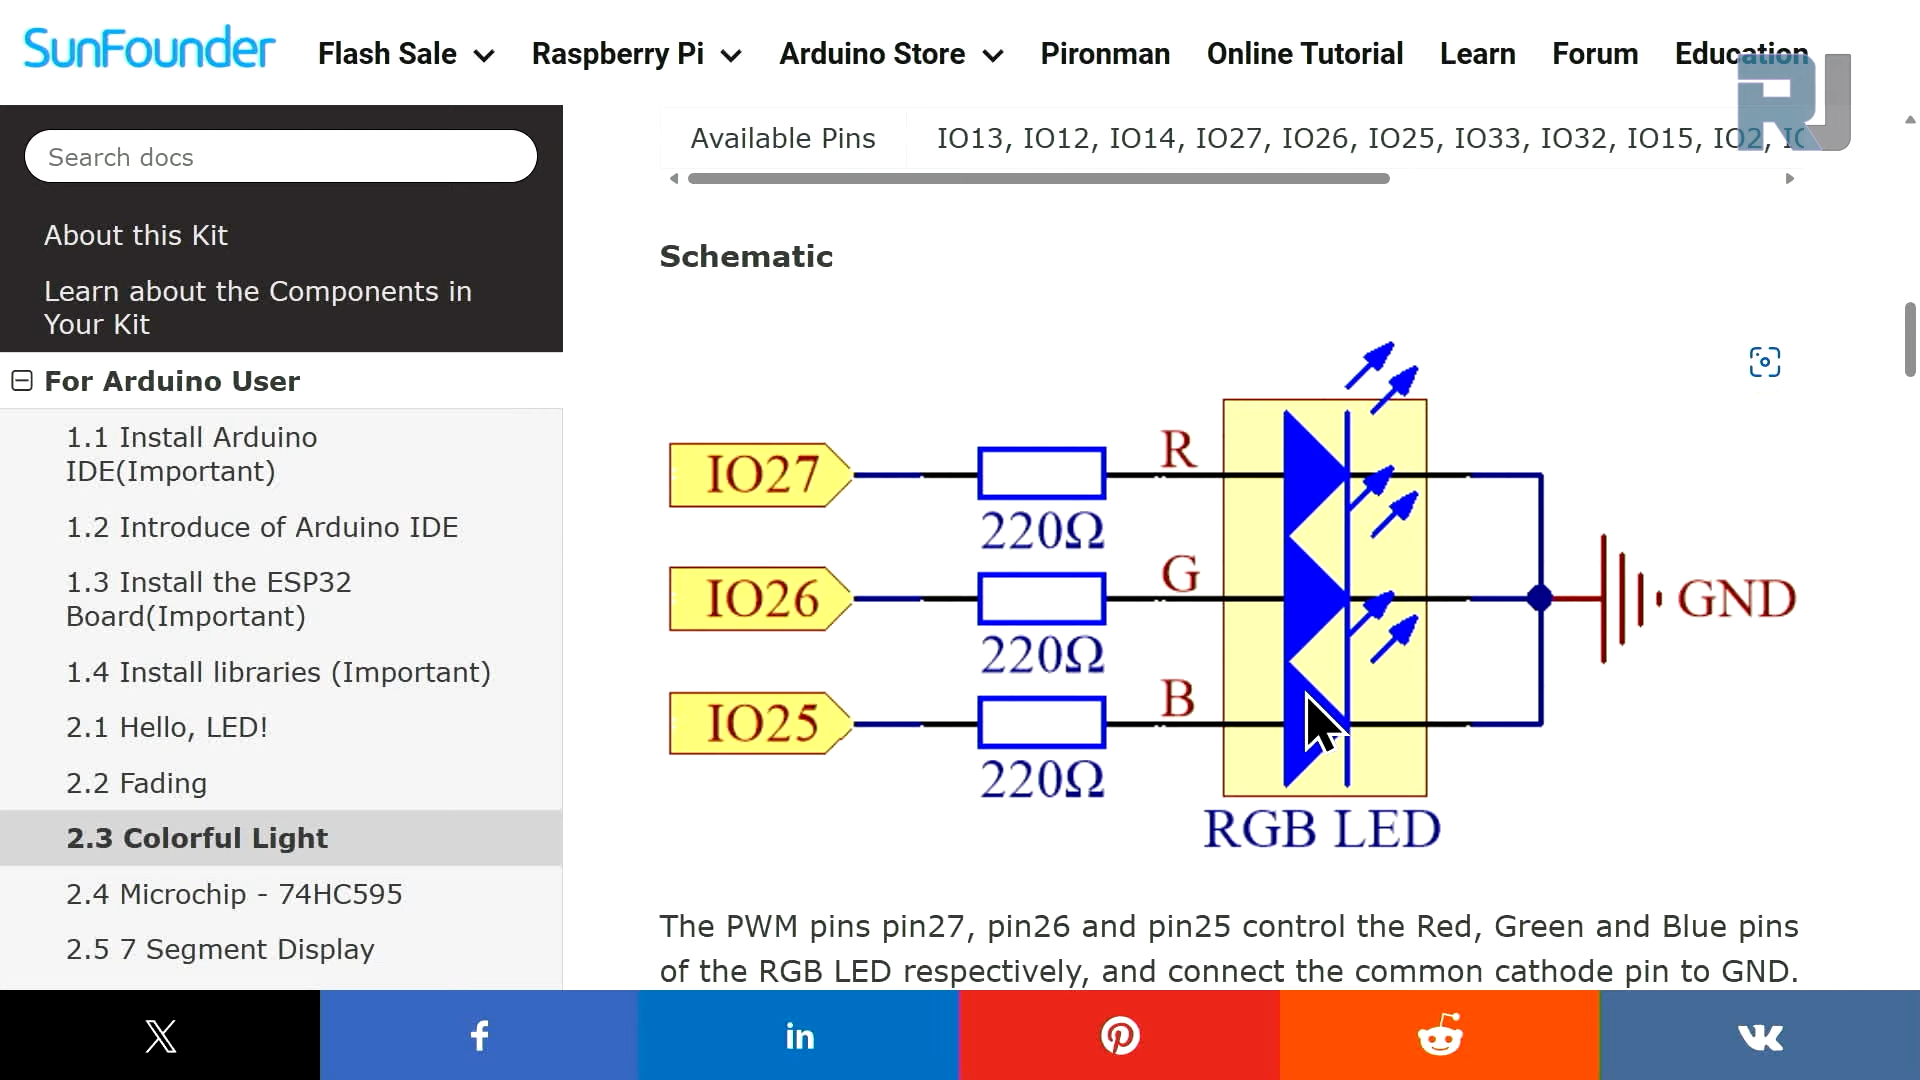 SunFounder
Flash Sale Raspberry Pi Arduino Store Pironman Online Tutorial Learn Forum Education
RJ
Search docs
About this Kit
Learn about the Components in
Your Kit
For Arduino User
1.1 Install Arduino
IDE(Important)
1.2 Introduce of Arduino IDE
1.3 Install the ESP32
Board(Important)
1.4 Install libraries (Important)
2.1 Hello, LED!
2.2 Fading
2.3 Colorful Light
2.4 Microchip - 74HC595
2.5 7 Segment Display
Available Pins IO13, IO12, IO14, IO27, IO26, IO25, IO33, IO32, IO15, IO2,
Schematic
IO27 220Ω R
IO26 220Ω G
IO25 220Ω B
GND
RGB LED
The PWM pins pin27, pin26 and pin25 control the Red, Green and Blue pins
of the RGB LED respectively, and connect the common cathode pin to GND.